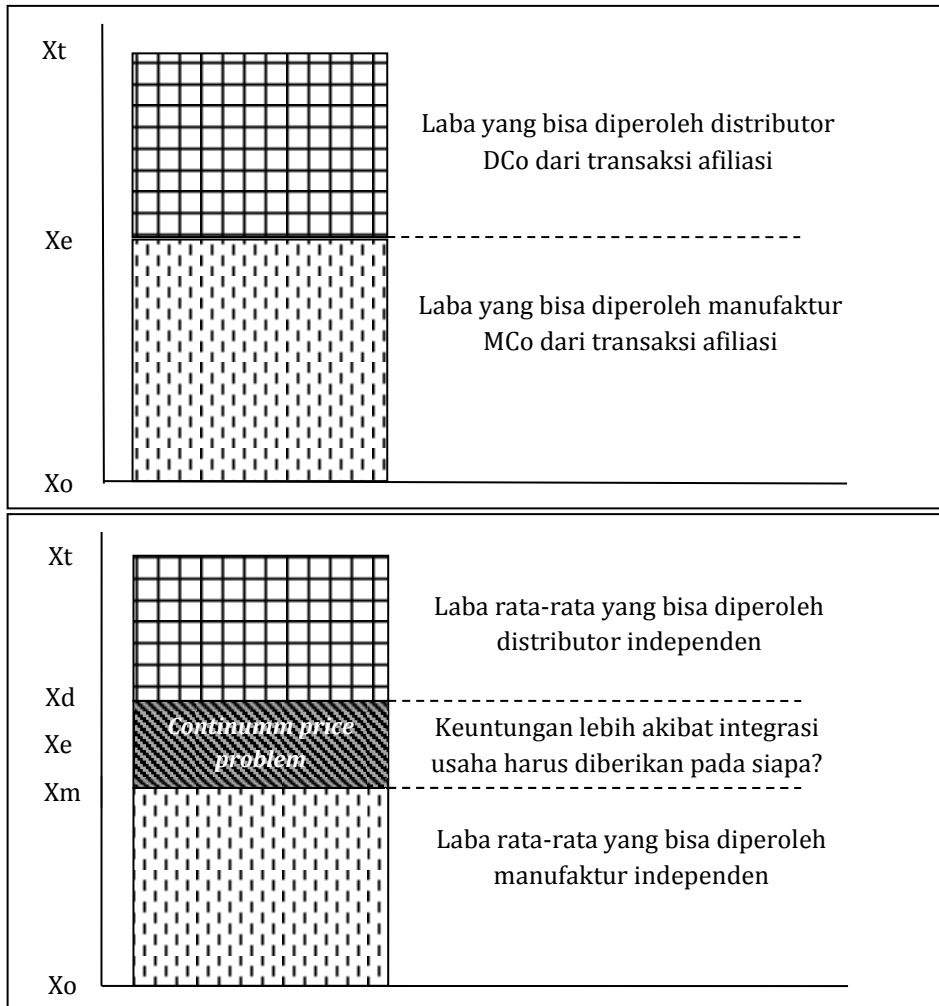 Xt
Laba yang bisa diperoleh distributor
DCo dari transaksi afiliasi
Xe
Laba yang bisa diperoleh manufaktur
MCo dari transaksi afiliasi
Xo
Xt
Laba rata-rata yang bisa diperoleh
distributor independen
Xd
Continumm price
problem
Xe
Keuntungan lebih akibat integrasi
usaha harus diberikan pada siapa?
Xm
Laba rata-rata yang bisa diperoleh
manufaktur independen
Xo